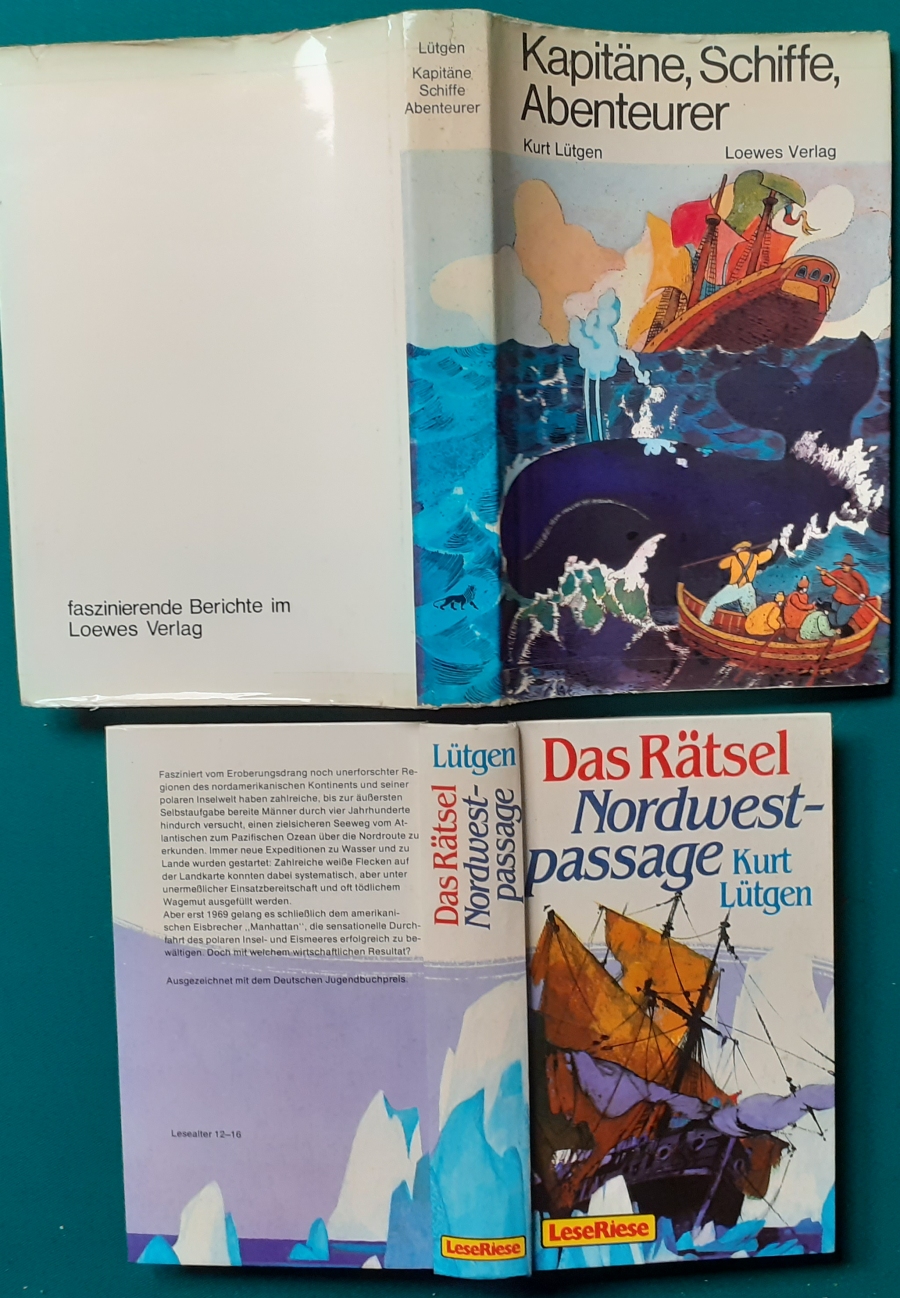 Lütgen
Kapitäne
Schiffe
Abenteurer
Kapitäne, Schiffe,
Abenteurer
Kurt Lütgen
Loewes Verlag
faszinierende Berichte im
Loewes Verlag
Fasziniert vom Eroberungsdrang noch unerforschter Re-
gionen des nordamerikanischen Kontinents und seiner
polaren Inselwelt haben zahlreiche, bis zur äußersten
Selbstaufgabe bereite Männer durch vier Jahrhunderte
hindurch versucht, einen zielsicheren Seeweg vom At-
lantischen zum Pazifischen Ozean über die Nordroute zu
erkunden. Immer neue Expeditionen zu Wasser und zu
Lande wurden gestartet: Zahlreiche weiße Flecken auf
der Landkarte konnten dabei systematisch, aber unter
unermeßlicher Einsatzbereitschaft und oft tödlichem
Wagemut ausgefüllt werden.
Aber erst 1969 gelang es schließlich dem amerikani-
schen Eisbrecher „Manhattan", die sensationelle Durch-
fahrt des polaren Insel- und Eismeeres erfolgreich zu be-
wältigen. Doch mit welchem wirtschaftlichen Resultat?
Ausgezeichnet mit dem Deutschen Jugendbuchpreis.
Lesealter 12–16
Lütgen
Das Rätsel
Nordwest-
passage
LeseRiese
Das Rätsel
Nordwest-
passage
Kurt
Lütgen
LeseRiese